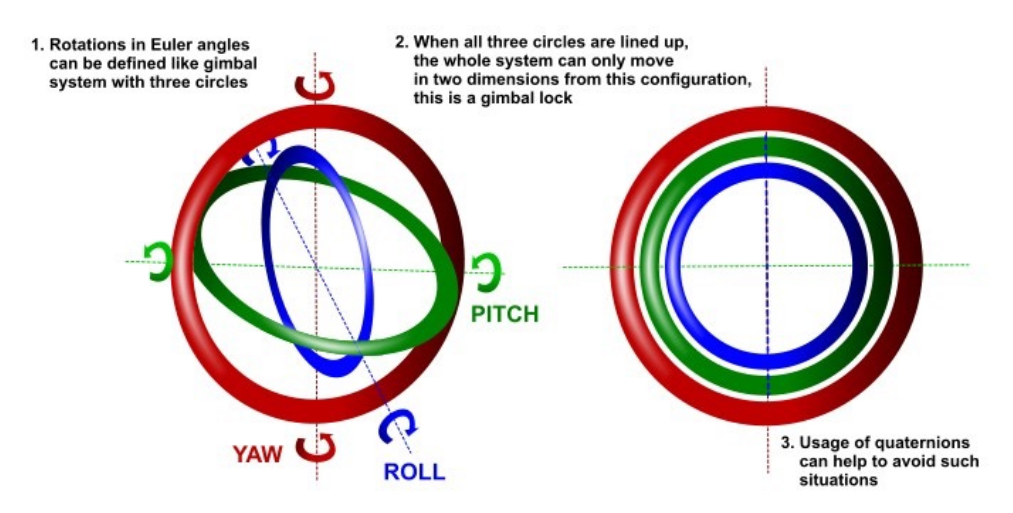 1. Rotations in Euler angles
can be defined like gimbal
system with three circles
2. When all three circles are lined up,
the whole system can only move
in two dimensions from this configuration,
this is a gimbal lock
PITCH
YAW
ROLL
3. Usage of quaternions
can help to avoid such
situations